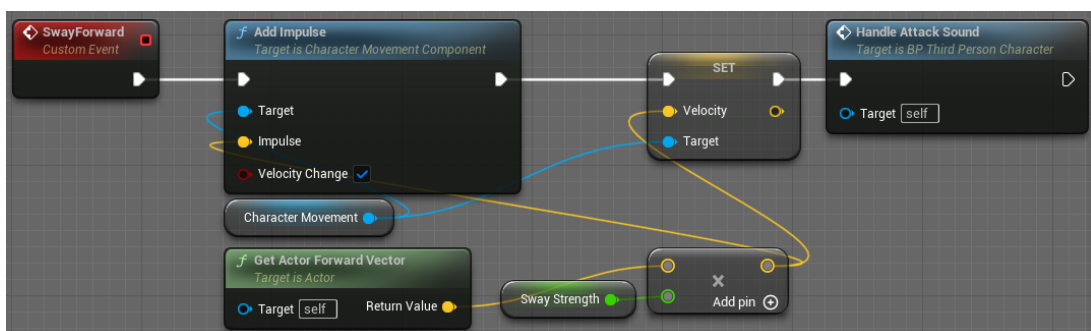 SwayForward
Custom Event
Add Impulse
Target is Character Movement Component
Target
Impulse
Velocity Change
SET
Velocity
Target
Handle Attack Sound
Target is BP Third Person Character
Target self
Character Movement
Get Actor Forward Vector
Target is Actor
Target self Return Value
Sway Strength
Add pin